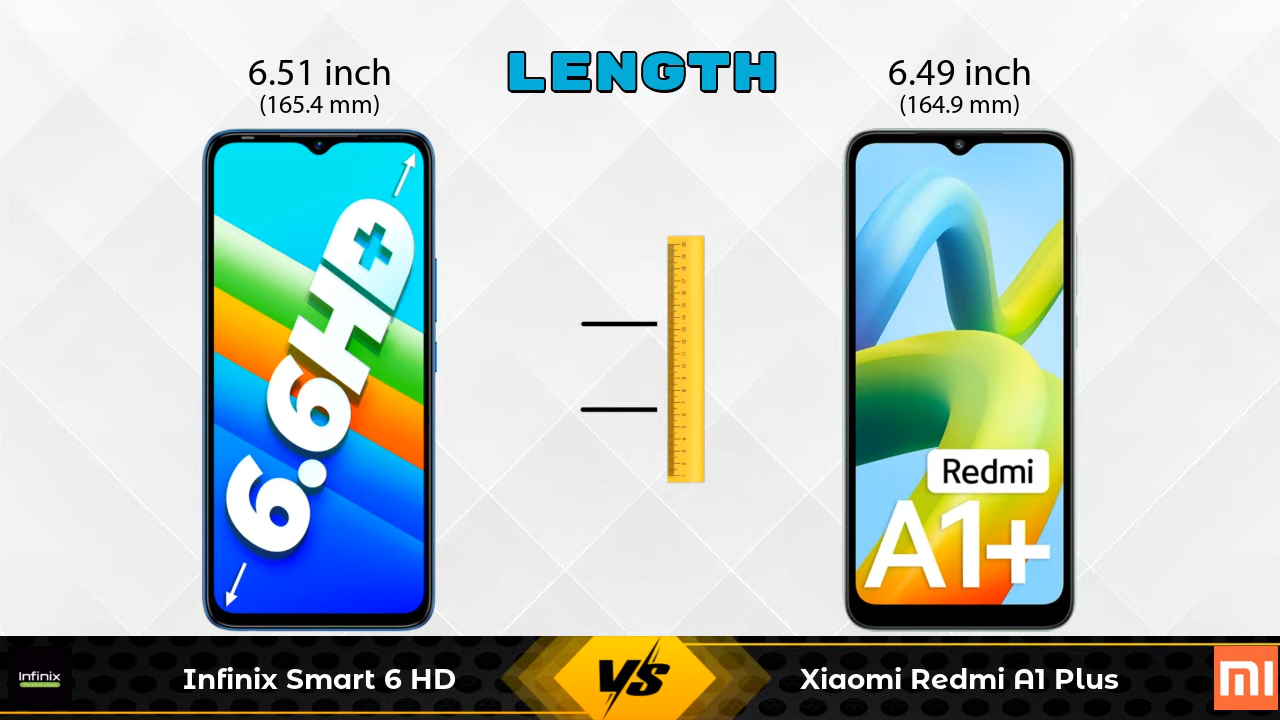 LENGTH
6.51 inch
(165.4 mm)
6.49 inch
(164.9 mm)
6.6HD+
Redmi
A1+
Infinix
Infinix Smart 6 HD
VS
Xiaomi Redmi A1 Plus
MI